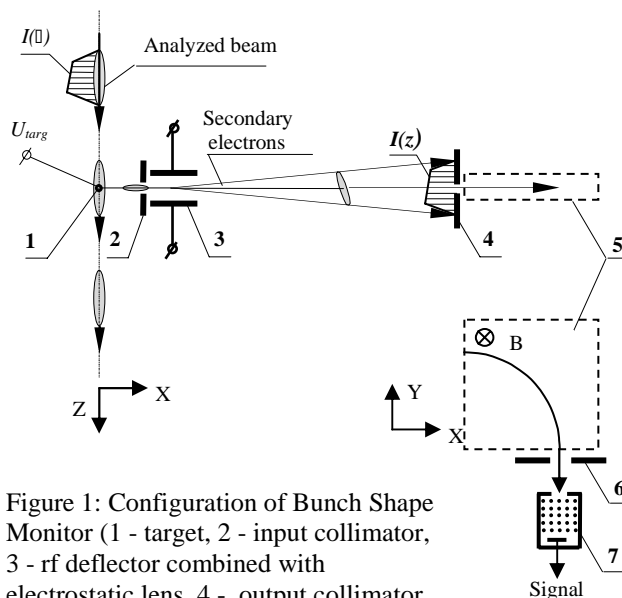 I(▯)
Analyzed beam
U_targ
Secondary
electrons
I(z)
1
2
3
4
5
X
Z
Y
X
B
6
7
Signal
Figure 1: Configuration of Bunch Shape
Monitor (1 - target, 2 - input collimator,
3 - rf deflector combined with
electrostatic lens, 4 - output collimator,